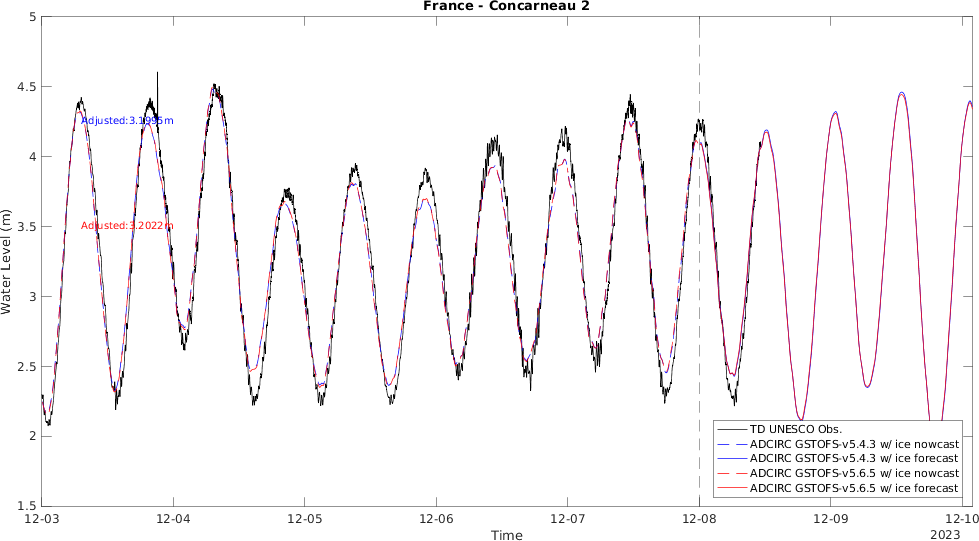 France - Concarneau 2
5
4.5
4
3.5
3
2.5
2
1.5
Water Level (m)
Adjusted:3.1995m
Adjusted:3.2022m
TD UNESCO Obs.
ADCIRC GSTOFS-v5.4.3 w/ ice nowcast
ADCIRC GSTOFS-v5.4.3 w/ ice forecast
ADCIRC GSTOFS-v5.6.5 w/ ice nowcast
ADCIRC GSTOFS-v5.6.5 w/ ice forecast
12-03 12-04 12-05 12-06 12-07 12-08 12-09 12-10
Time
2023